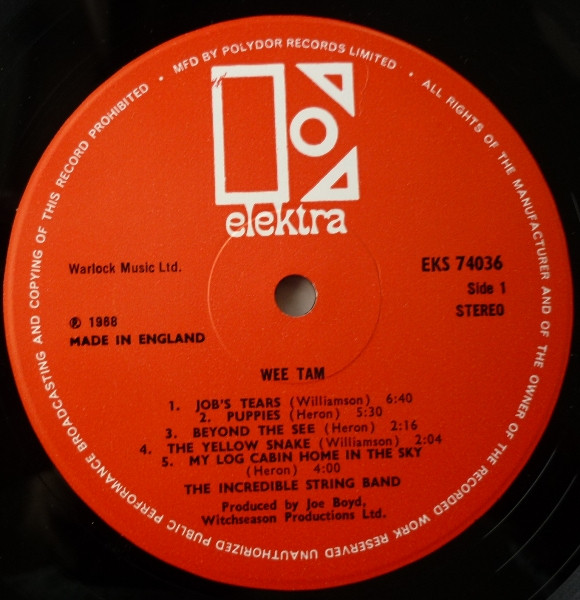 MFD BY POLYDOR RECORDS LIMITED • ALL RIGHTS OF THE MANUFACTURER AND OF THE OWNER OF THE RECORDED WORK RESERVED UNAUTHORIZED PUBLIC PERFORMANCE BROADCASTING AND COPYING OF THIS RECORD PROHIBITED •
elektra
Warlock Music Ltd.
EKS 74036
Side 1
℗ 1988
STEREO
MADE IN ENGLAND
WEE TAM
1. JOB'S TEARS (Williamson) 6:40
2. PUPPIES (Heron) 5:30
3. BEYOND THE SEE (Heron) 2:16
4. THE YELLOW SNAKE (Williamson) 2:04
5. MY LOG CABIN HOME IN THE SKY
(Heron) 4:00
THE INCREDIBLE STRING BAND
Produced by Joe Boyd,
Witchseason Productions Ltd.